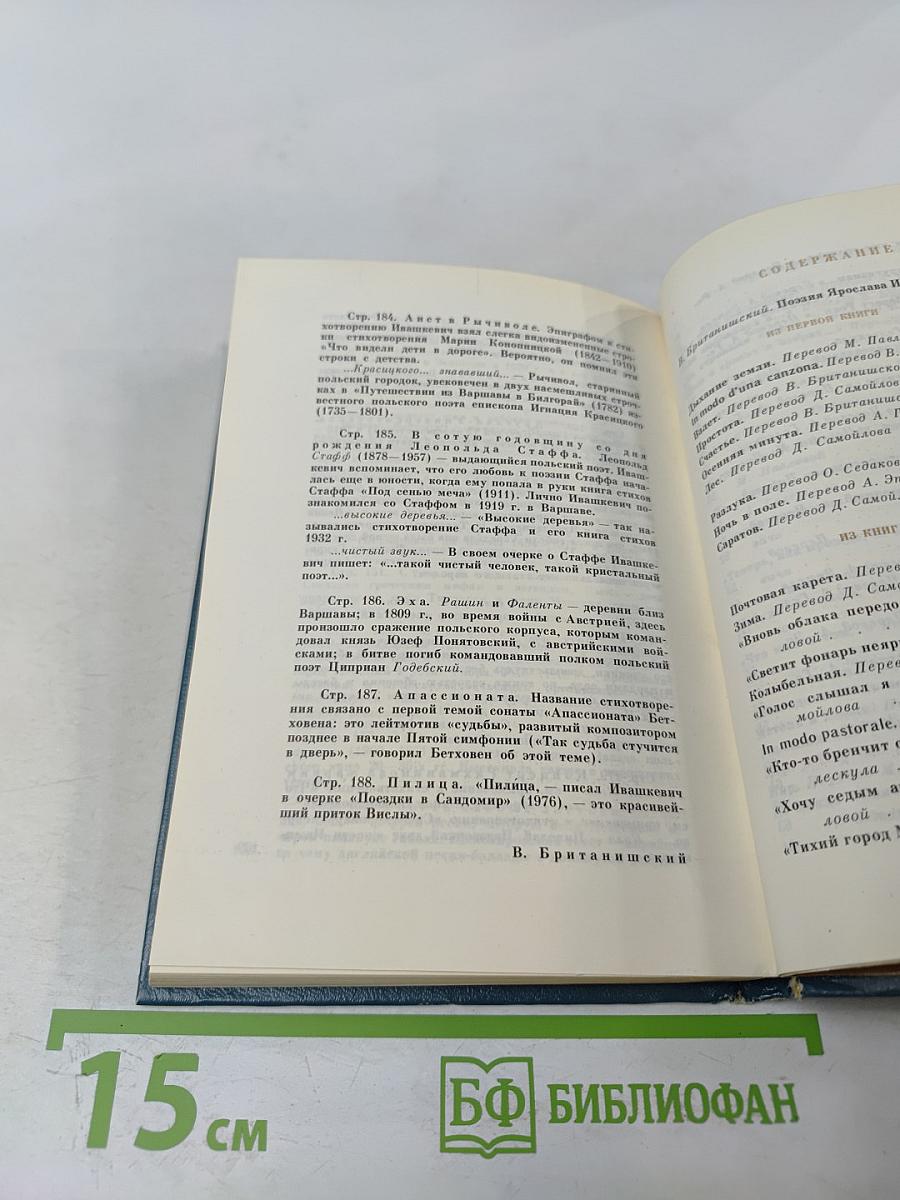 Стр. 184. Аист в Рычиволе. Эпиграфом к сти-
хотворению Ивашкевич взял слегка видоизмененные стро-
ки стихотворения Марии Конопницкой (1842—1910)
«Что видели дети в дороге». Вероятно, он помнил эти
строки с детства.
...Красицкого... знававший... — Рычивол, старинный
польский городок, увековечен в двух насмешливых строч-
ках в «Путешествии из Варшавы в Билгорай» (1782) из-
вестного польского поэта епископа Игнация Красицкого
(1735—1801).
Стр. 185. В сотую годовщину со дня
рождения Леопольда Стаффа. Леопольд
Стафф (1878—1957) — выдающийся польский поэт. Иваш-
кевич вспоминает, что его любовь к поэзии Стаффа нача-
лась еще в юности, когда ему попала в руки книга стихов
Стаффа «Под сенью меча» (1911). Лично Ивашкевич по-
знакомился со Стаффом в 1919 г. в Варшаве.
...высокие деревья... — «Высокие деревья» — так на-
зывались стихотворение Стаффа и его книга стихов
1932 г.
...чистый звук... — В своем очерке о Стаффе Ивашке-
вич пишет: «...такой чистый человек, такой кристальный
поэт...».
Стр. 186. Эха. Рашин и Фаленты — деревни близ
Варшавы; в 1809 г., во время войны с Австрией, здесь
произошло сражение польского корпуса, которым коман-
довал князь Юзеф Понятовский, с австрийскими вой-
сками; в битве погиб командовавший полком польский
поэт Циприан Годебский.
Стр. 187. Апассионата. Название стихотворе-
ния связано с первой темой сонаты «Апассионата» Бет-
ховена: это лейтмотив «судьбы», развитый композитором
позднее в начале Пятой симфонии («Так судьба стучится
в дверь», — говорил Бетховен об этой теме).
Стр. 188. Пилица. «Пили́ца, — писал Ивашкевич
в очерке «Поездки в Сандомир» (1976), — это красивей-
ший приток Вислы».
В. Британишский
СОДЕРЖАНИЕ
В. Британишский. Поэзия Ярослава И
ИЗ ПЕРВОЙ КНИГИ
Дыхание земли. Перевод М. Павл
In modo d'una canzona. Перевод В.
Валет. Перевод В. Британишско
Простота. Перевод Д. Самойлов
Счастье. Перевод В. Британиш
Осенняя минута. Перевод А. Г
Лес. Перевод Д. Самойлова
Разлука. Перевод О. Седаков
Ночь в поле. Перевод А. Эп
Саратов. Перевод Д. Самойл
ИЗ КНИГ
Почтовая карета. Перев
Зима. Перевод Д. Само
«Вновь облака передо
ловой . . .
«Светит фонарь неяр
Колыбельная. Перев
«Голос слышал я
мойлова
In modo pastorale.
«Кто-то бренчит
лескула
«Хочу седым
ловой .
«Тихий город
15 см
БФ БИБЛИОФАН